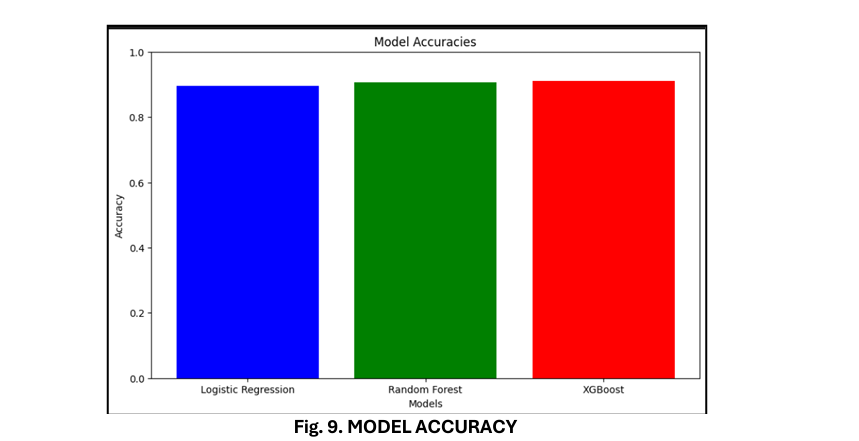 Model Accuracies
1.0
0.8
0.6
0.4
0.2
0.0
Accuracy
Logistic Regression
Random Forest
XGBoost
Models
Fig. 9. MODEL ACCURACY